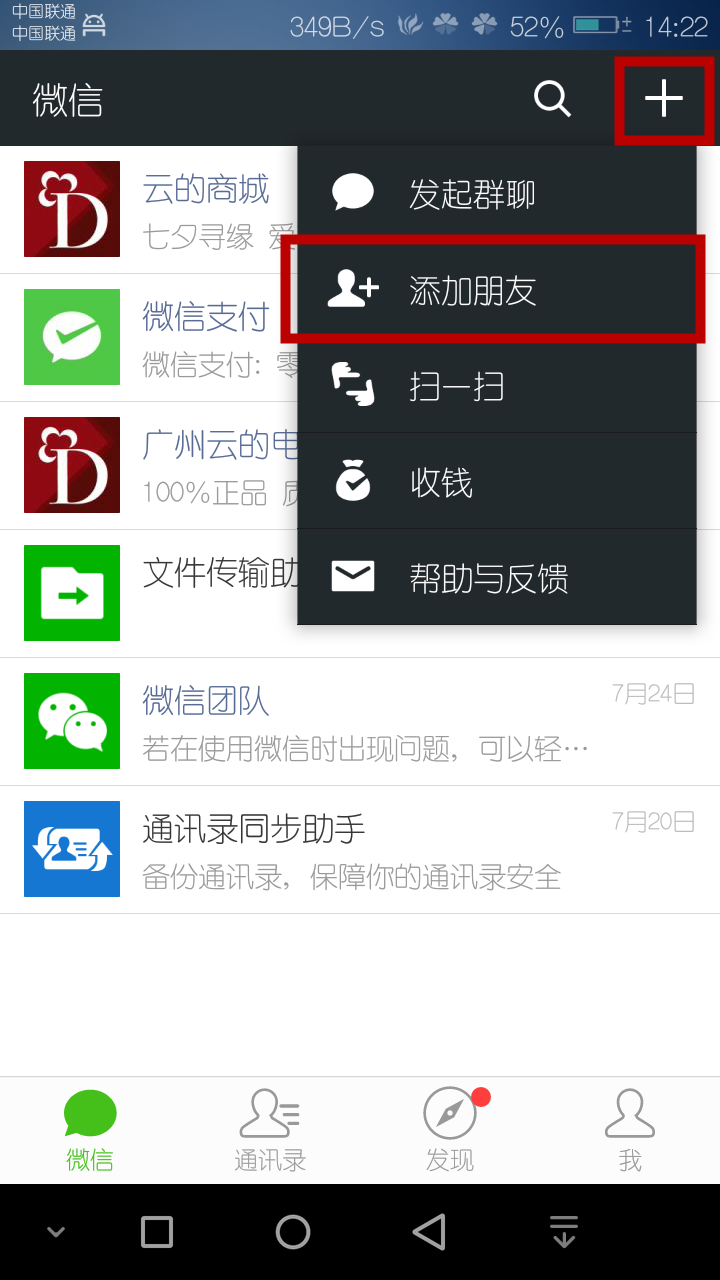 中国联通
中国联通
349B/s 52% 14:22
微信
云的商城
七夕寻缘 爱
微信支付
微信支付: 零
广州云的电
100%正品 质
文件传输助
发起群聊
添加朋友
扫一扫
收钱
帮助与反馈
微信团队 7月24日
若在使用微信时出现问题，可以轻…
通讯录同步助手 7月20日
备份通讯录，保障你的通讯录安全
微信 通讯录 发现 我